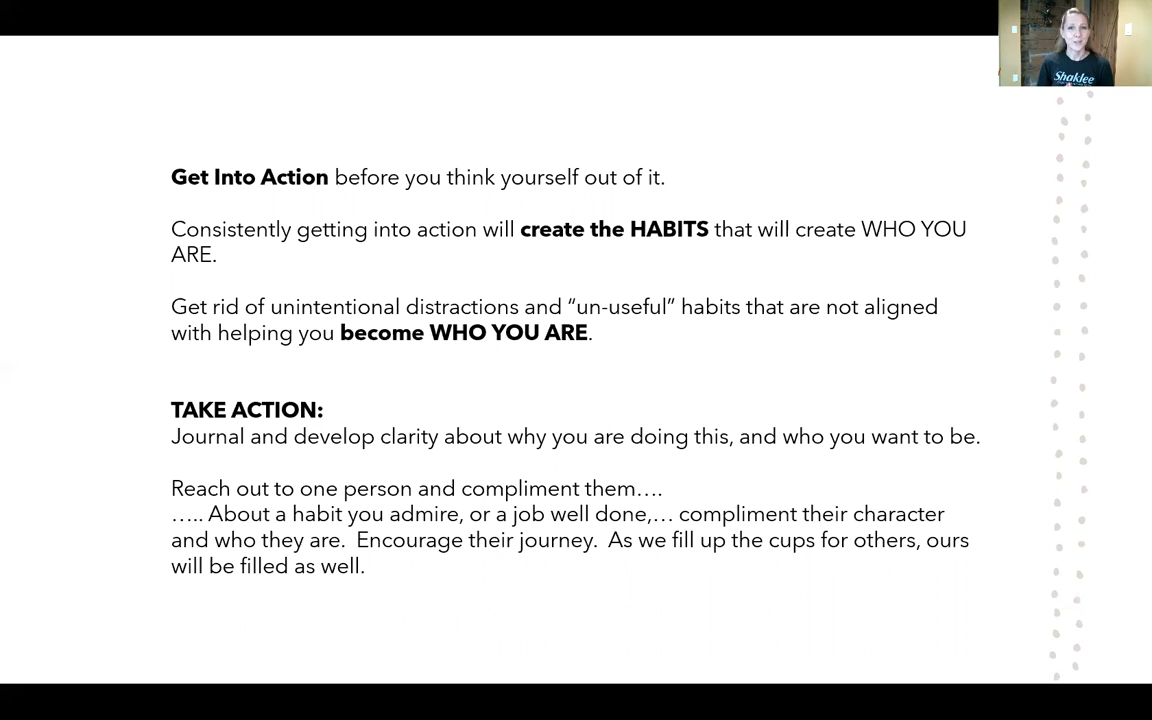 Shaklee
Get Into Action before you think yourself out of it.
Consistently getting into action will create the HABITS that will create WHO YOU
ARE.
Get rid of unintentional distractions and “un-useful” habits that are not aligned
with helping you become WHO YOU ARE.
TAKE ACTION:
Journal and develop clarity about why you are doing this, and who you want to be.
Reach out to one person and compliment them….
….. About a habit you admire, or a job well done,… compliment their character
and who they are.  Encourage their journey.  As we fill up the cups for others, ours
will be filled as well.